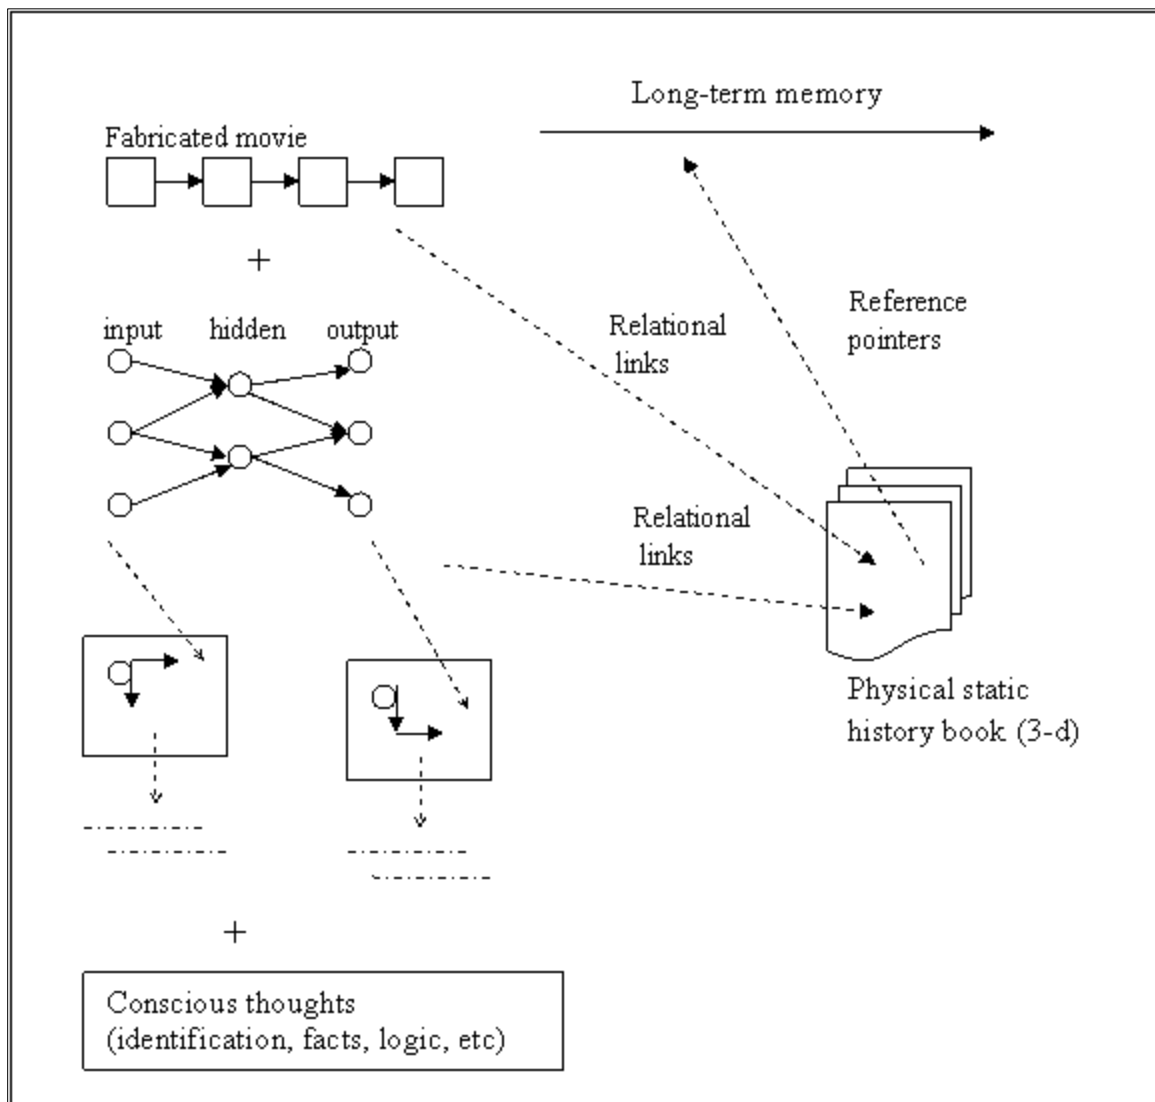 Long-term memory
Fabricated movie
+
input hidden output
Relational
links
Reference
pointers
Relational
links
Physical static
history book (3-d)
+
Conscious thoughts
(identification, facts, logic, etc)